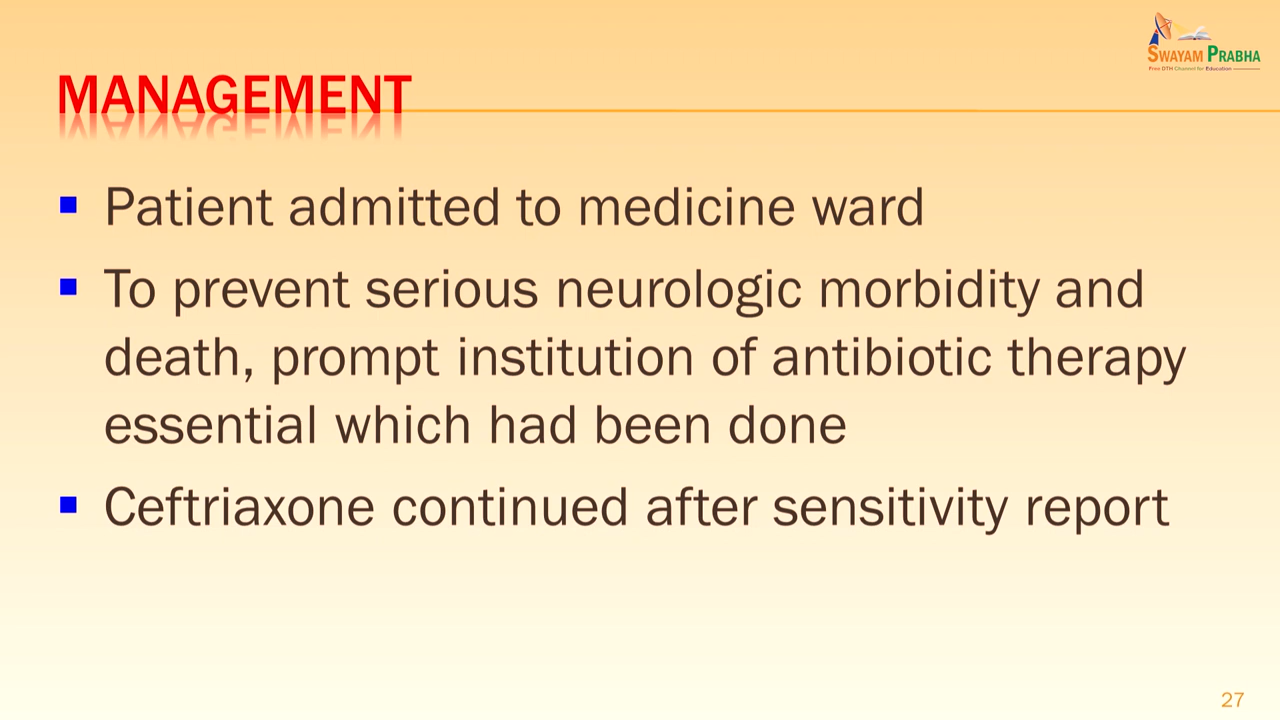 SWAYAM PRABHA
Free DTH Channel for Education
MANAGEMENT
▪ Patient admitted to medicine ward
▪ To prevent serious neurologic morbidity and
death, prompt institution of antibiotic therapy
essential which had been done
▪ Ceftriaxone continued after sensitivity report
27